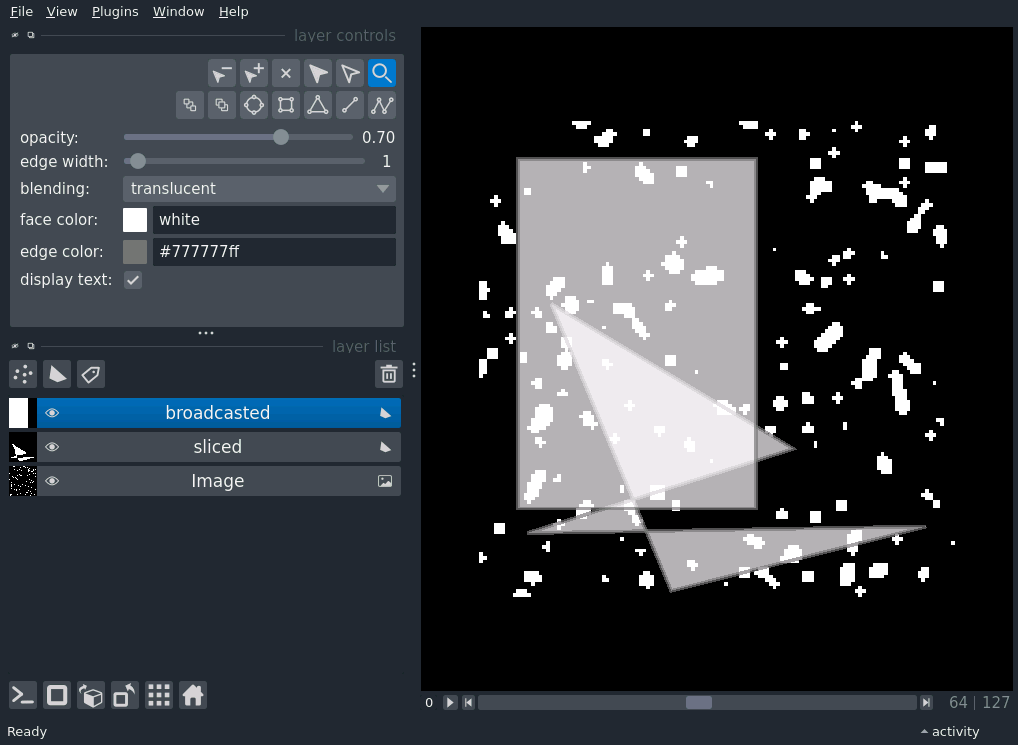 File View Plugins Window Help
layer controls
opacity: 0.70
edge width: 1
blending: translucent
face color: white
edge color: #777777ff
display text:
layer list
broadcasted
sliced
Image
0 64 | 127
Ready activity